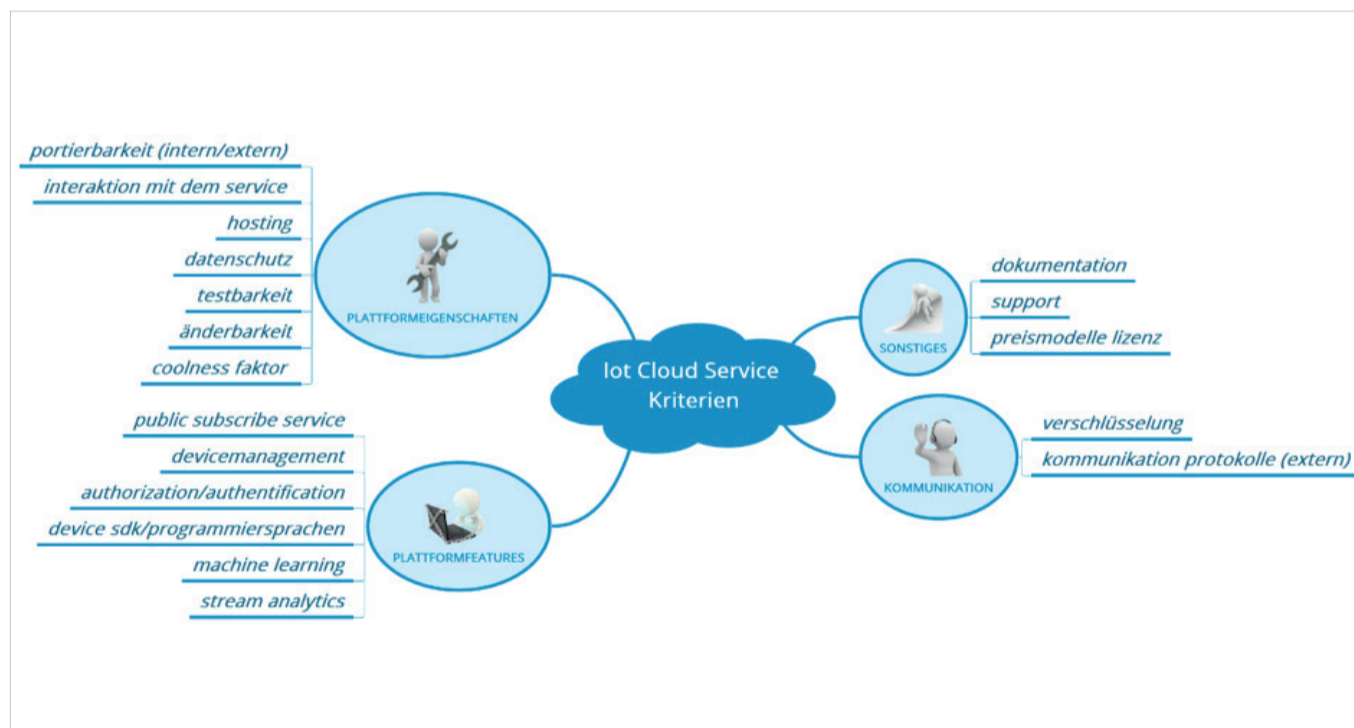 portierbarkeit (intern/extern)
interaktion mit dem service
hosting
datenschutz
testbarkeit
änderbarkeit
coolness faktor
PLATTFORMEIGENSCHAFTEN
public subscribe service
devicemanagement
authorization/authentification
device sdk/programmiersprachen
machine learning
stream analytics
PLATTFORMFEATURES
Iot Cloud Service
Kriterien
SONSTIGES
dokumentation
support
preismodelle lizenz
KOMMUNIKATION
verschlüsselung
kommunikation protokolle (extern)